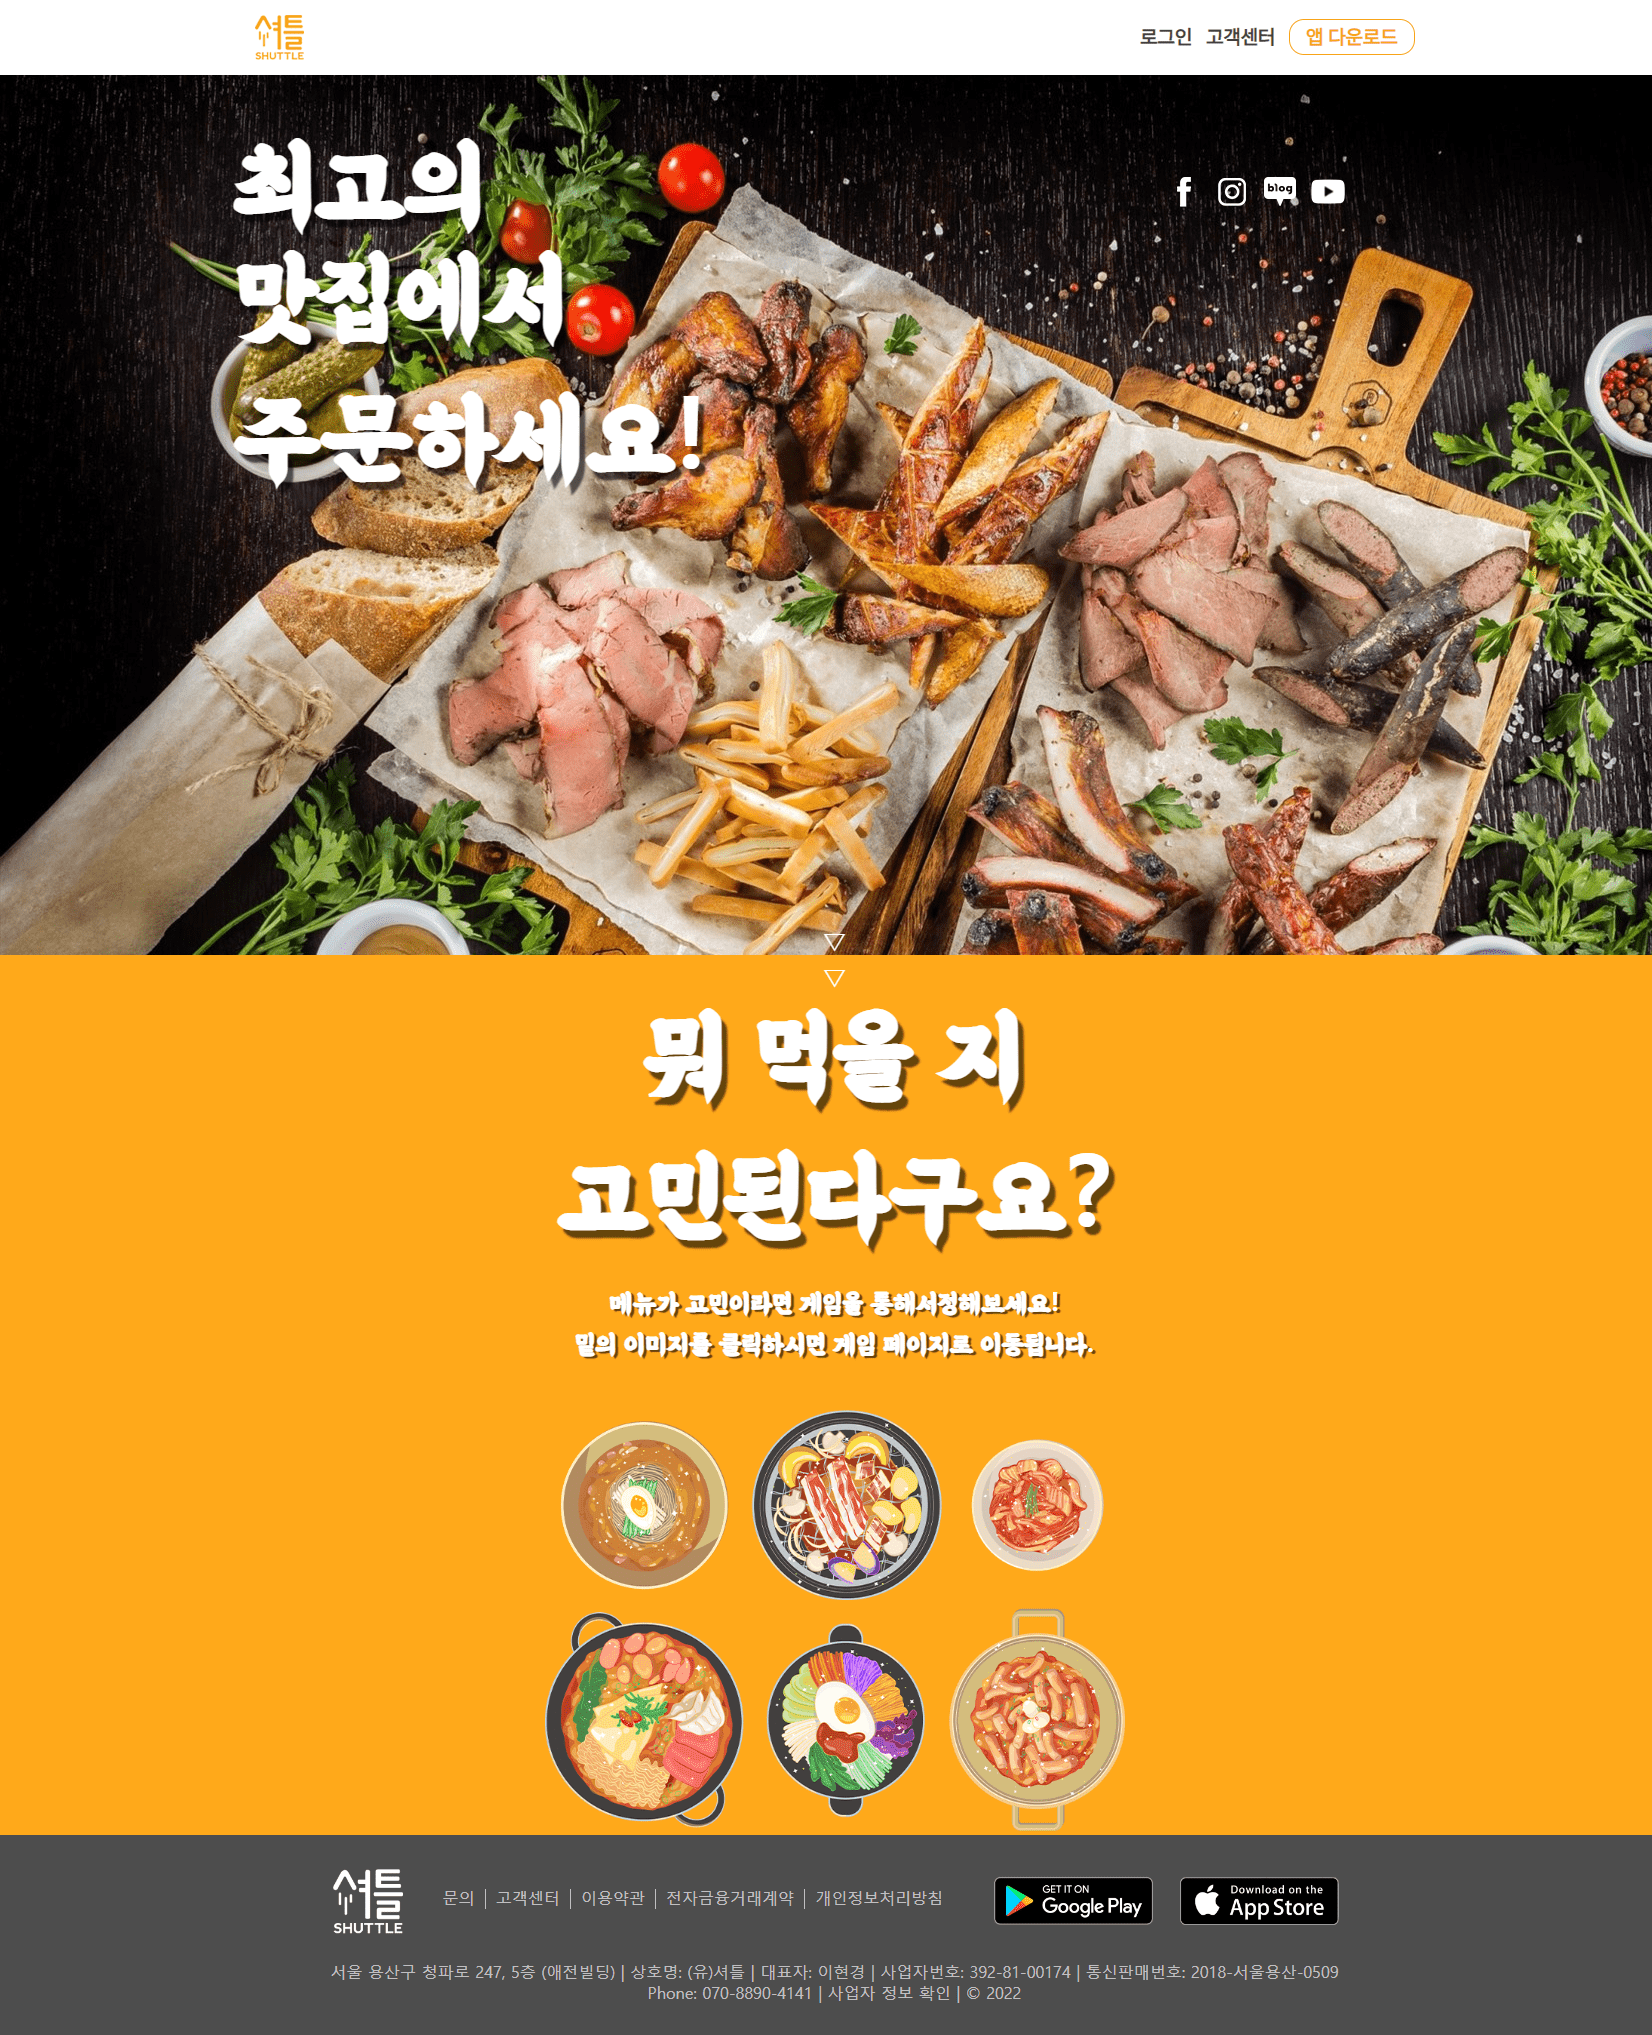 셔틀
SHUTTLE
로그인 고객센터 앱 다운로드
최고의
맛집에서
주문하세요!
blog
뭐 먹을 지
고민된다구요?
메뉴가 고민이라면 게임을 통해서정해보세요!
밑의 이미지를 클릭하시면 게임 페이지로 이동됩니다.
셔틀
SHUTTLE
문의 | 고객센터 | 이용약관 | 전자금융거래계약 | 개인정보처리방침
GET IT ON
Google Play
Download on the
App Store
서울 용산구 청파로 247, 5층 (애전빌딩) | 상호명: (유)셔틀 | 대표자: 이현경 | 사업자번호: 392-81-00174 | 통신판매번호: 2018-서울용산-0509
Phone: 070-8890-4141 | 사업자 정보 확인 | © 2022